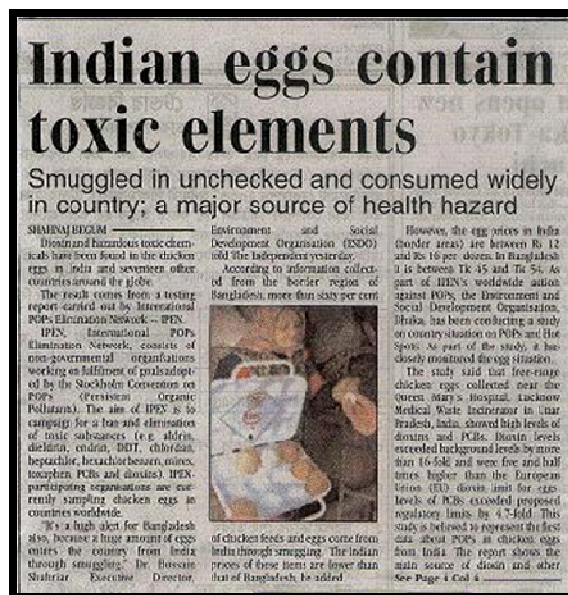 Indian eggs contain
toxic elements
Smuggled in unchecked and consumed widely
in country; a major source of health hazard
SHAHNAJ BEGUM
Dioxin and hazardous toxic chem-
icals have been found in the chicken
eggs in India and seventeen other
countries around the globe.
The result comes from a testing
report carried out by International
POPs Elimination Network -- IPEN.
IPEN, International POPs
Elimination Network, consists of
non-governmental organisations
working on fulfilment of goals adopt-
ed by the Stockholm Convention on
POPs (Persistent Organic
Pollutants). The aim of IPEN is to
campaign for a ban and elimination
of toxic substances (e.g. aldrin,
dieldrin, endrin, DDT, chlordan,
heptachlor, hexachlorbenzen, mirex,
toxaphen, PCBs and dioxins). IPEN-
participating organisations are cur-
rently sampling chicken eggs in
countries worldwide.
"It's a high alert for Bangladesh
also, because a huge amount of eggs
enters the country from India
through smuggling," Dr Hossain
Shahriar Executive Director,
Environment and Social
Development Organisation (ESDO)
told The Independent yesterday.
According to information collect-
ed from the border region of
Bangladesh, more than sixty per cent
of chicken feeds and eggs come from
India through smuggling. The Indian
prices of these items are lower than
that of Bangladesh, he added.
However, the egg prices in India
(border areas) are between Rs 12
and Rs 16 per dozen. In Bangladesh
it is between Tk 45 and Tk 54. As
part of IPEN's worldwide action
against POPs, the Environment and
Social Development Organisation,
Dhaka, has been conducting a study
on country situation on POPs and Hot
Spots. As part of the study, it has
closely monitored the egg situation.
The study said that free-range
chicken eggs collected near the
Queen Mary's Hospital, Lucknow
Medical Waste Incinerator in Uttar
Pradesh, India, showed high levels of
dioxins and PCBs. Dioxin levels
exceeded background levels by more
than 16-fold and were five and half
times higher than the European
Union (EU) dioxin limit for eggs.
levels of PCBs exceeded proposed
regulatory limits by 4.7-fold. This
study is believed to represent the first
data about POPs in chicken eggs
from India. The report shows the
main source of dioxin and other
See Page 4 Col 4